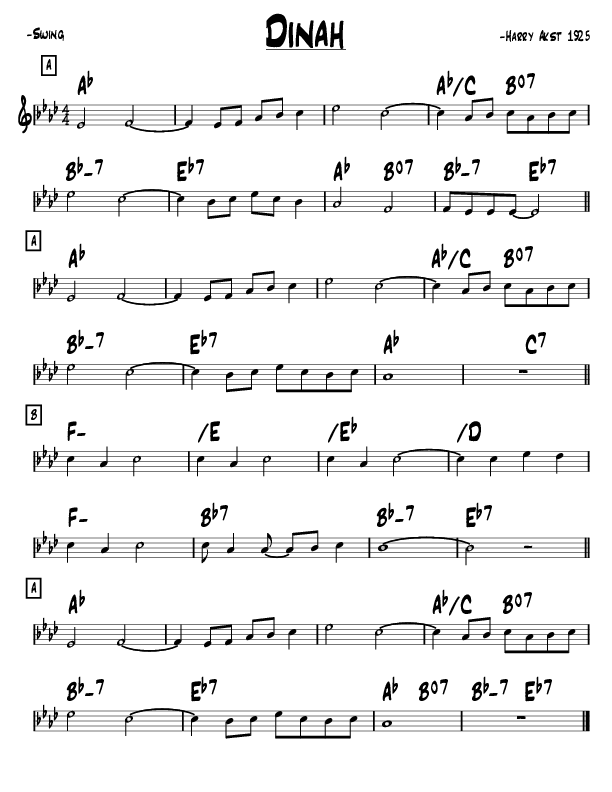 Dinah
-Swing
-Harry Akst 1925
A
A♭ A♭/C B°7
B♭-7 E♭7 A♭ B°7 B♭-7 E♭7
A
A♭ A♭/C B°7
B♭-7 E♭7 A♭ C7
B
F- /E /E♭ /D
F- B♭7 B♭-7 E♭7
A
A♭ A♭/C B°7
B♭-7 E♭7 A♭ B°7 B♭-7 E♭7